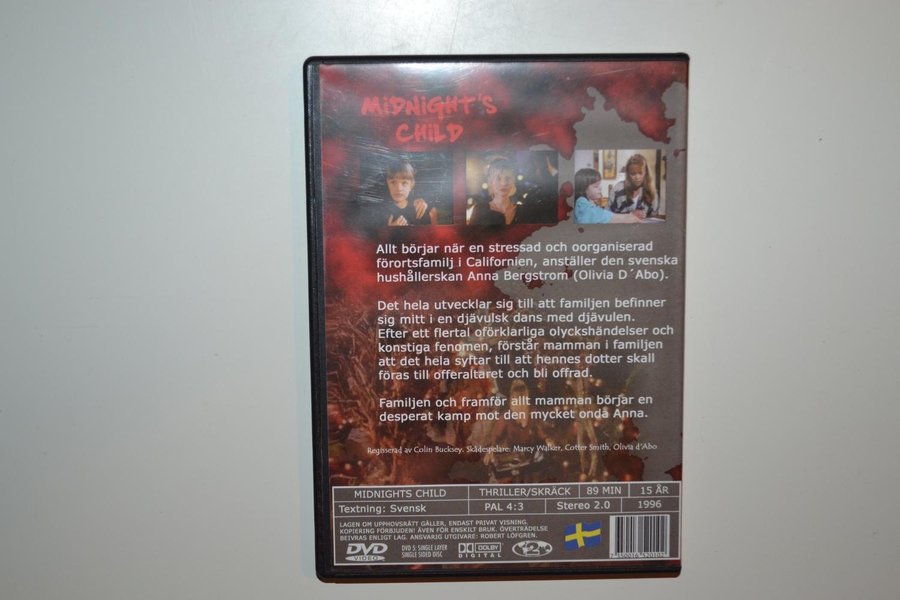 MiDNiGHT'S
CHiLD
Allt börjar när en stressad och oorganiserad
förortsfamilj i Californien, anställer den svenska
hushållerskan Anna Bergstrom (Olivia D´Abo).
Det hela utvecklar sig till att familjen befinner
sig mitt i en djävulsk dans med djävulen.
Efter ett flertal oförklarliga olyckshändelser och
konstiga fenomen, förstår mamman i familjen
att det hela syftar till att hennes dotter skall
föras till offeraltaret och bli offrad.
Familjen och framför allt mamman börjar en
desperat kamp mot den mycket onda Anna.
Regisserad av Colin Bucksey. Skådespelare: Marcy Walker, Cotter Smith, Olivia d'Abo
MIDNIGHTS CHILD THRILLER/SKRÄCK 89 MIN 15 ÅR
Textning: Svensk PAL 4:3 Stereo 2.0 1996
LAGEN OM UPPHOVSRÄTT GÄLLER, ENDAST PRIVAT VISNING.
KOPIERING FÖRBJUDEN! ÄVEN FÖR ENSKILT BRUK. ÖVERTRÄDELSE
BEIVRAS ENLIGT LAG. ANSVARIG UTGIVARE: ROBERT LÖFGREN.
DVD VIDEO
DVD 5: SINGLE LAYER
SINGLE SIDED DISC
DOLBY
DIGITAL
2